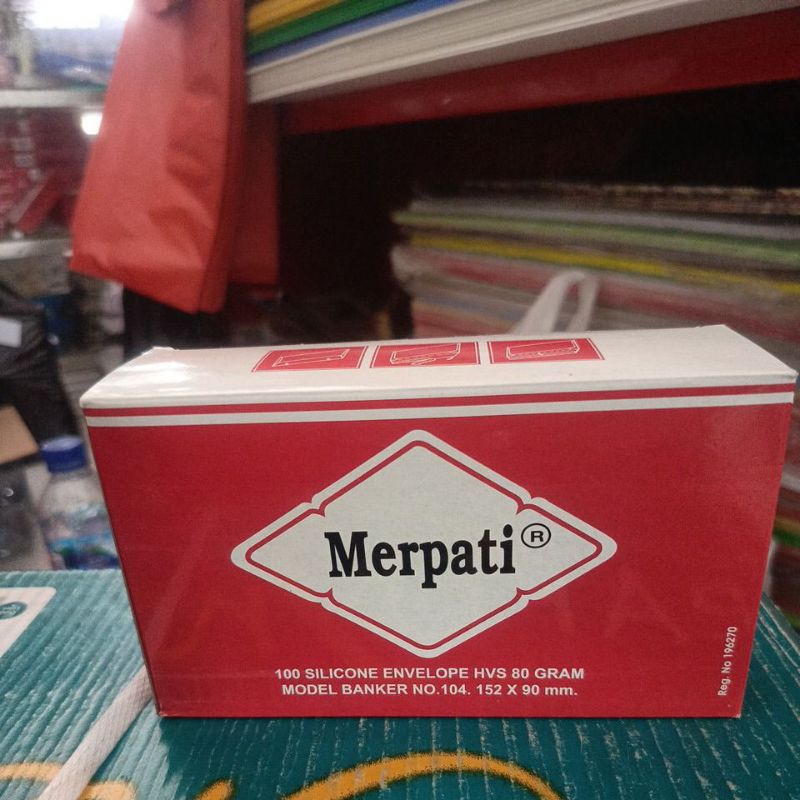 Merpati ®
100 SILICONE ENVELOPE HVS 80 GRAM
MODEL BANKER NO.104. 152 X 90 mm.
Reg. No 196270